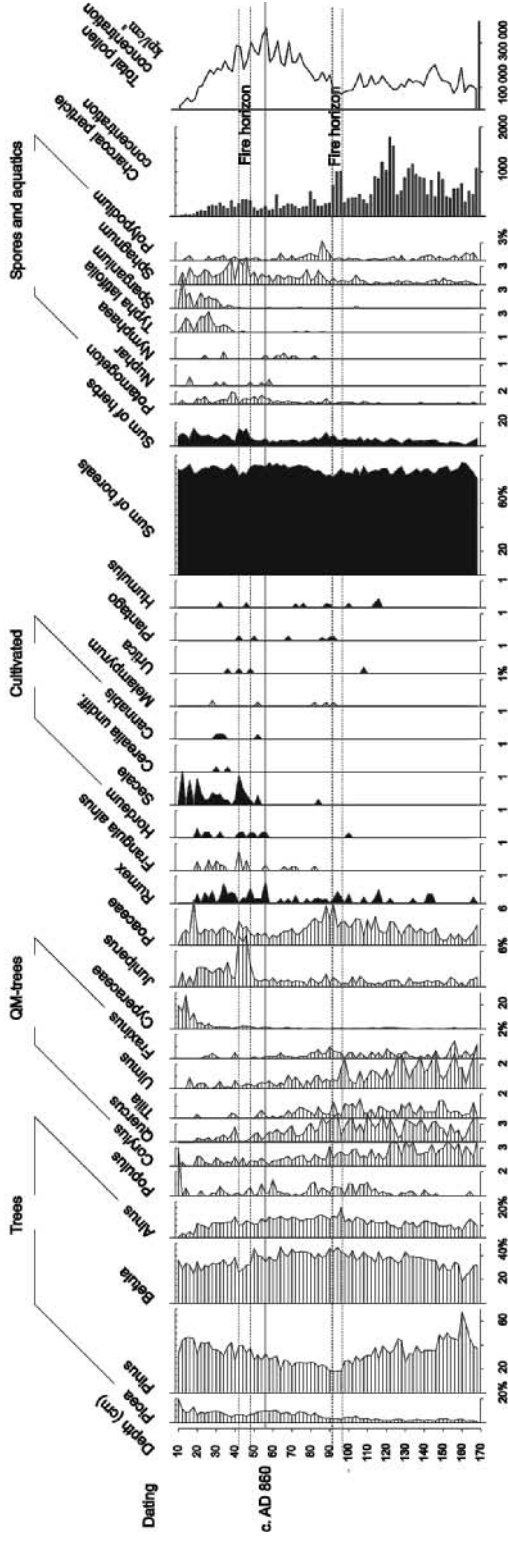 Trees
QM-trees
Cultivated
Spores and aquatics
Dating
Depth (cm)
Picea
Pinus
Betula
Alnus
Populus
Corylus
Quercus
Tilia
Ulmus
Fraxinus
Cyperaceae
Juniperus
Poaceae
Rumex
Frangula alnus
Hordeum
Secale
Cerealia undiff.
Cannabis
Melampyrum
Urtica
Plantago
Humulus
Sum of boreals
Sum of herbs
Potamogeton
Nuphar
Nymphaea
Typha latifolia
Sparganium
Sphagnum
Polypodium
Charcoal particle
concentration
Total pollen
concentration
kpl/cm³
10
20
30
40
50
60
70
80
90
100
110
120
130
140
150
160
170
c. AD 860
Fire horizon
Fire horizon
20% 20 60 20 40% 20% 2 3 3 2 2 2% 20 6% 6 1 1 1 1 1 1 1% 1 1 20 60% 20 2 1 1 3 3 3 3% 1000 2000 100 000 300 000